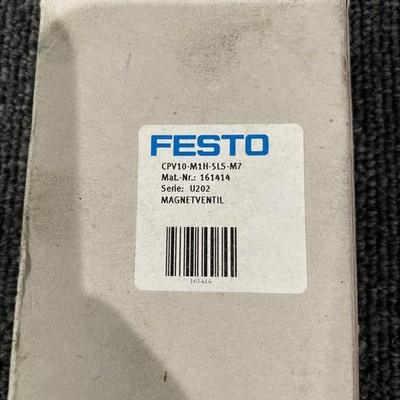 FESTO
CPV10-M1H-5LS-M7
Mat.-Nr.: 161414
Serie: U202
MAGNETVENTIL
161414